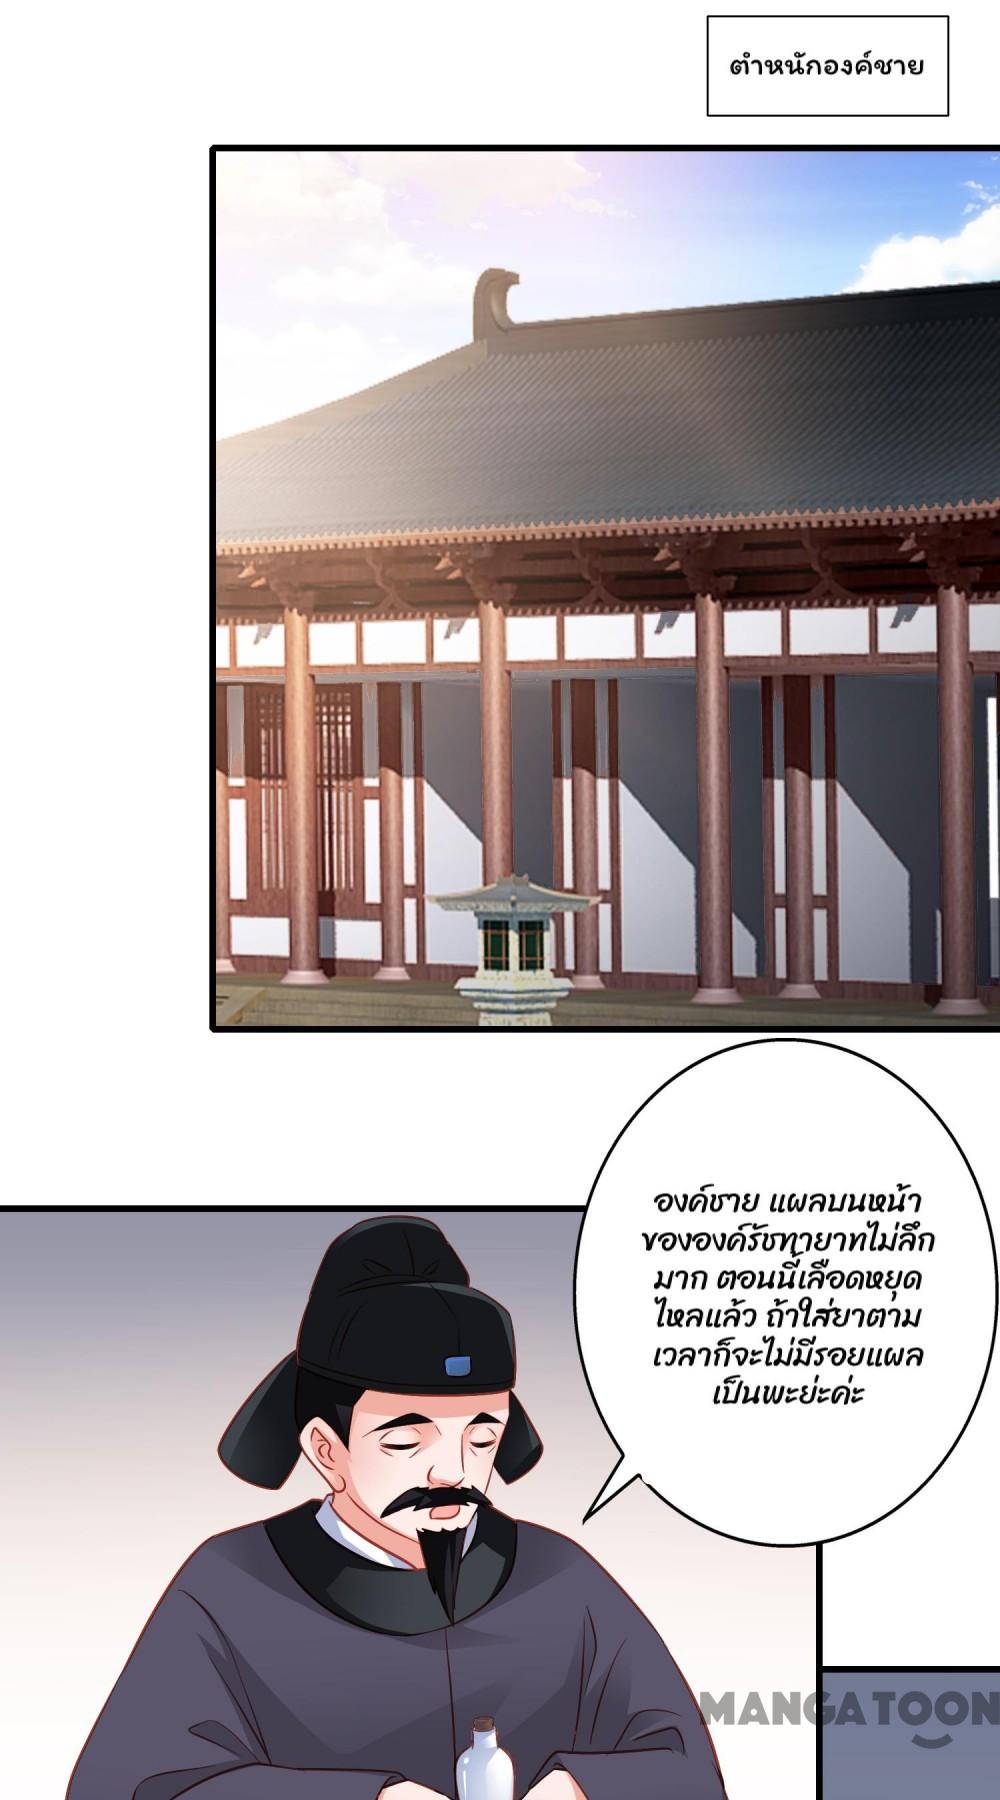 ตำหนักองค์ชาย
องค์ชาย แผลบนหน้า
ขององค์รัชทายาทไม่ลึก
มาก ตอนนี้เลือดหยุด
ไหลแล้ว ถ้าใส่ยาตาม
เวลาก็จะไม่มีรอยแผล
เป็นพะย่ะค่ะ
MANGATOON